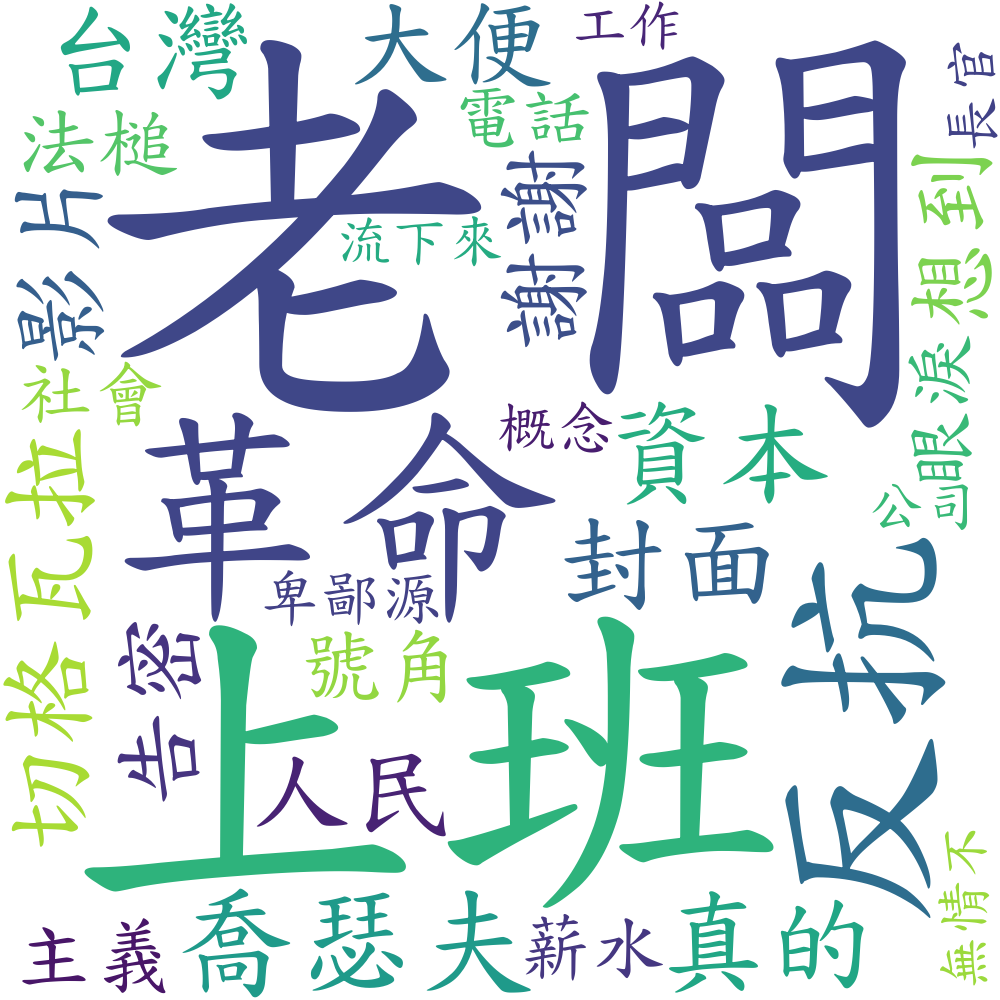 台灣
大便
工作
長官
老闆
法槌
電話
謝謝
想到
影片
流下來
社會
眼淚
革命
概念
資本
公司
切格瓦拉
封面
反抗
卑鄙源
告密
號角
上班
人民
無情不
主義
喬瑟夫
薪水
真的